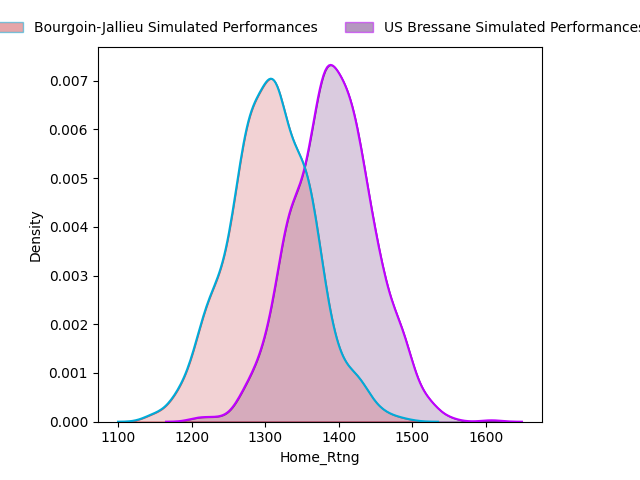 Bourgoin-Jallieu Simulated Performances US Bressane Simulated Performances
0.007
0.006
0.005
0.004
0.003
0.002
0.001
0.000
Density
1100 1200 1300 1400 1500 1600
Home_Rtng